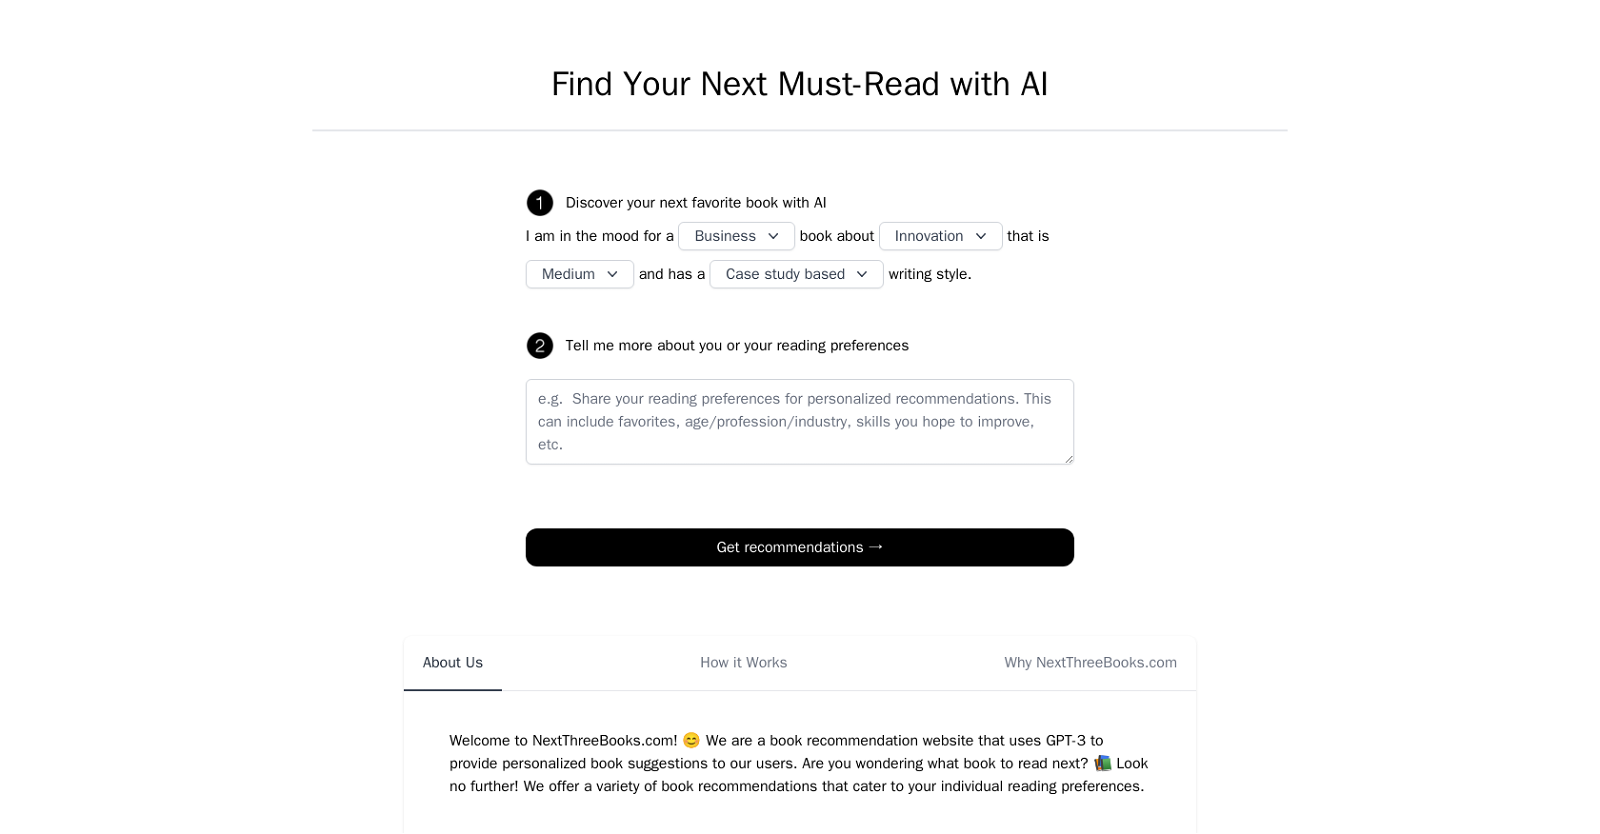 Find Your Next Must-Read with AI
1 Discover your next favorite book with AI
I am in the mood for a Business book about Innovation that is
Medium and has a Case study based writing style.
2 Tell me more about you or your reading preferences
e.g. Share your reading preferences for personalized recommendations. This
can include favorites, age/profession/industry, skills you hope to improve,
etc.
Get recommendations →
About Us How it Works Why NextThreeBooks.com
Welcome to NextThreeBooks.com! 😊 We are a book recommendation website that uses GPT-3 to
provide personalized book suggestions to our users. Are you wondering what book to read next? 📚 Look
no further! We offer a variety of book recommendations that cater to your individual reading preferences.